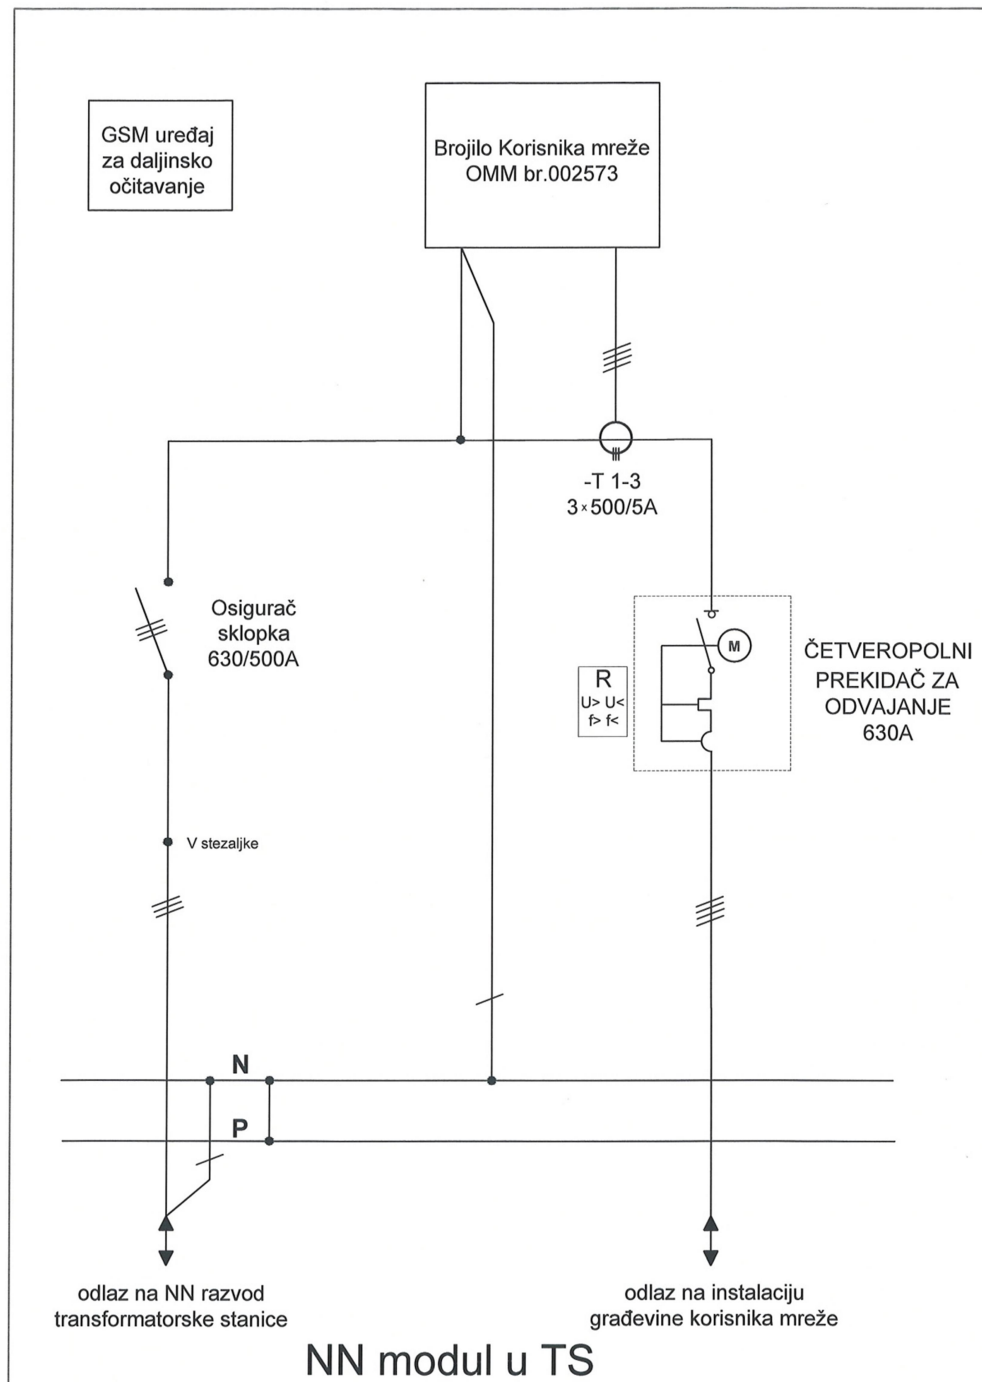 GSM uređaj
za daljinsko
očitavanje
Brojilo Korisnika mreže
OMM br.002573
-T 1-3
3×500/5A
Osigurač
sklopka
630/500A
M
R
U> U<
f> f<
ČETVEROPOLNI
PREKIDAČ ZA
ODVAJANJE
630A
V stezaljke
N
P
odlaz na NN razvod
transformatorske stanice
odlaz na instalaciju
građevine korisnika mreže
NN modul u TS